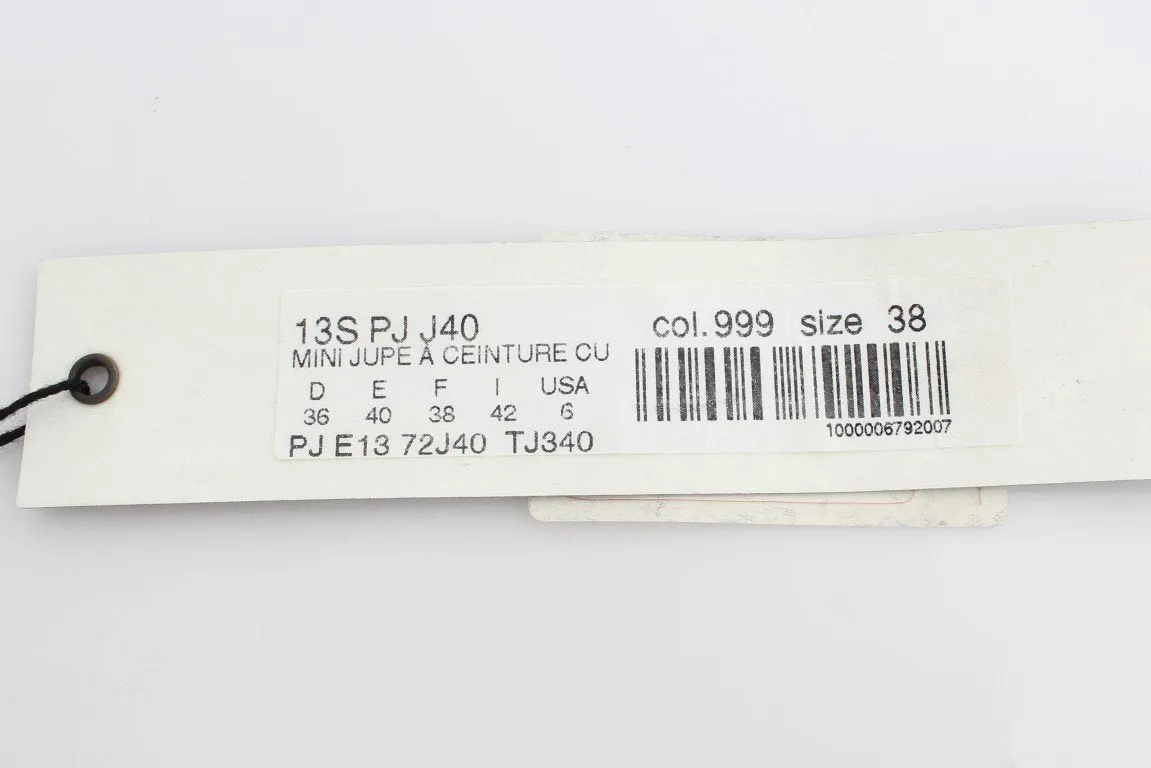 13S PJ J40
MINI JUPE À CEINTURE CU
D E F I USA
36 40 38 42 6
PJ E13 72J40 TJ340
col.999 size 38
1000006792007